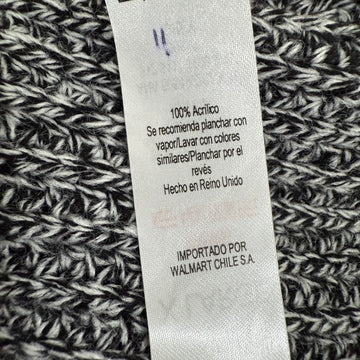 11
100% Acrílico
Se recomienda planchar con
vapor/Lavar con colores
similares/Planchar por el
revés
Hecho en Reino Unido
IMPORTADO POR
WALMART CHILE S.A.